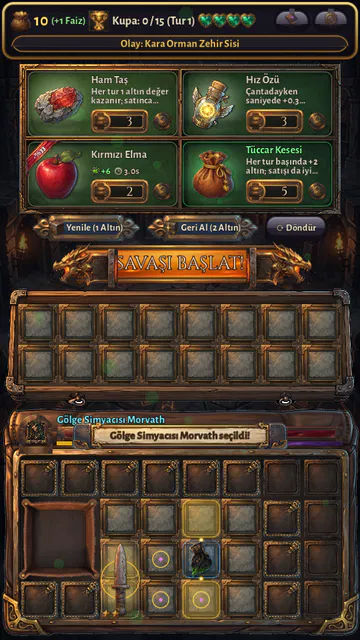 10 (+1 Faiz) Kupa: 0/15 (Tur 1)
Olay: Kara Orman Zehir Sisi
Ham Taş
Her tur 1 altın değer
kazanır; satınca...
3
Hız Özü
Çantadayken
saniyede +0.3...
3
Kırmızı Elma
+6 3.0s
2
Tüccar Kesesi
Her tur başında +2
altın; satışı da iyi...
5
Yenile (1 Altın)
Geri Al (2 Altın)
Döndür
SAVAŞI BAŞLAT!
Gölge Simyacısı Morvath
Gölge Simyacısı Morvath seçildi!